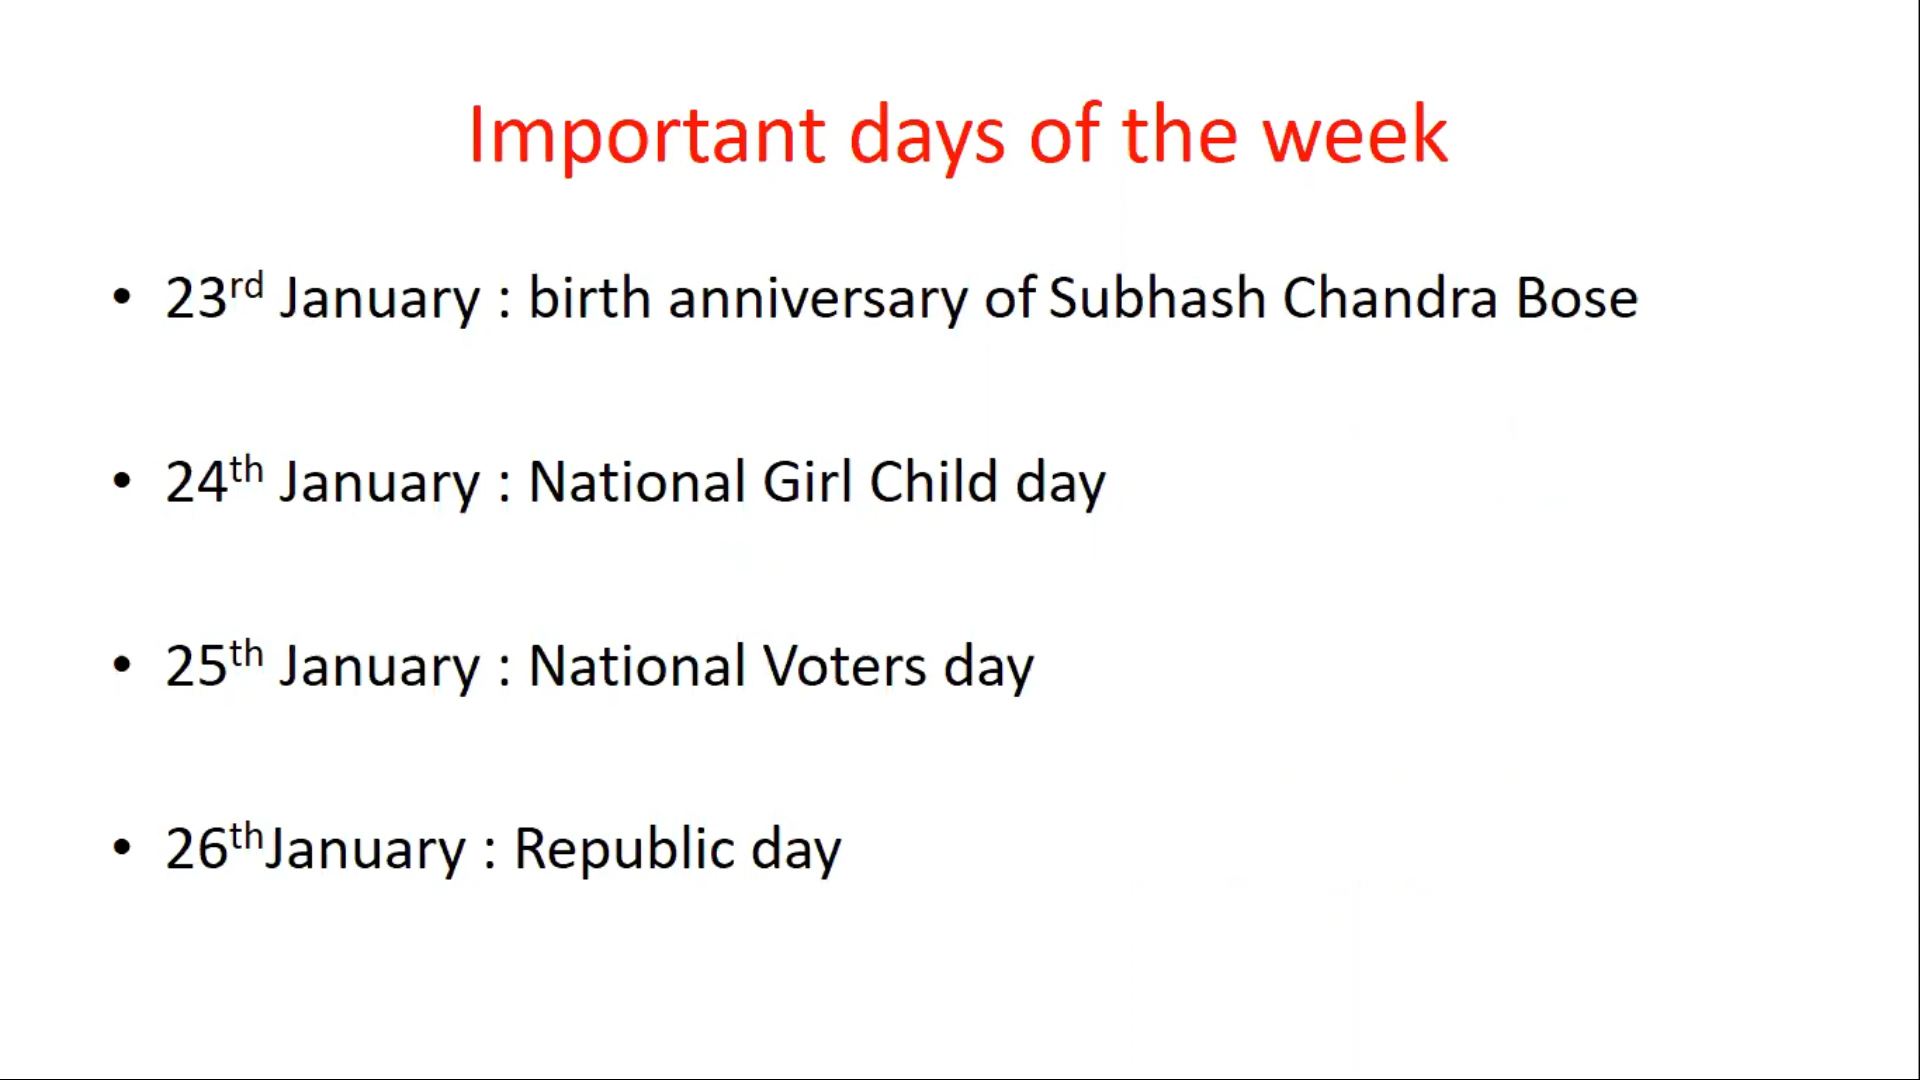 Important days of the week
• 23rd January : birth anniversary of Subhash Chandra Bose
• 24th January : National Girl Child day
• 25th January : National Voters day
• 26thJanuary : Republic day